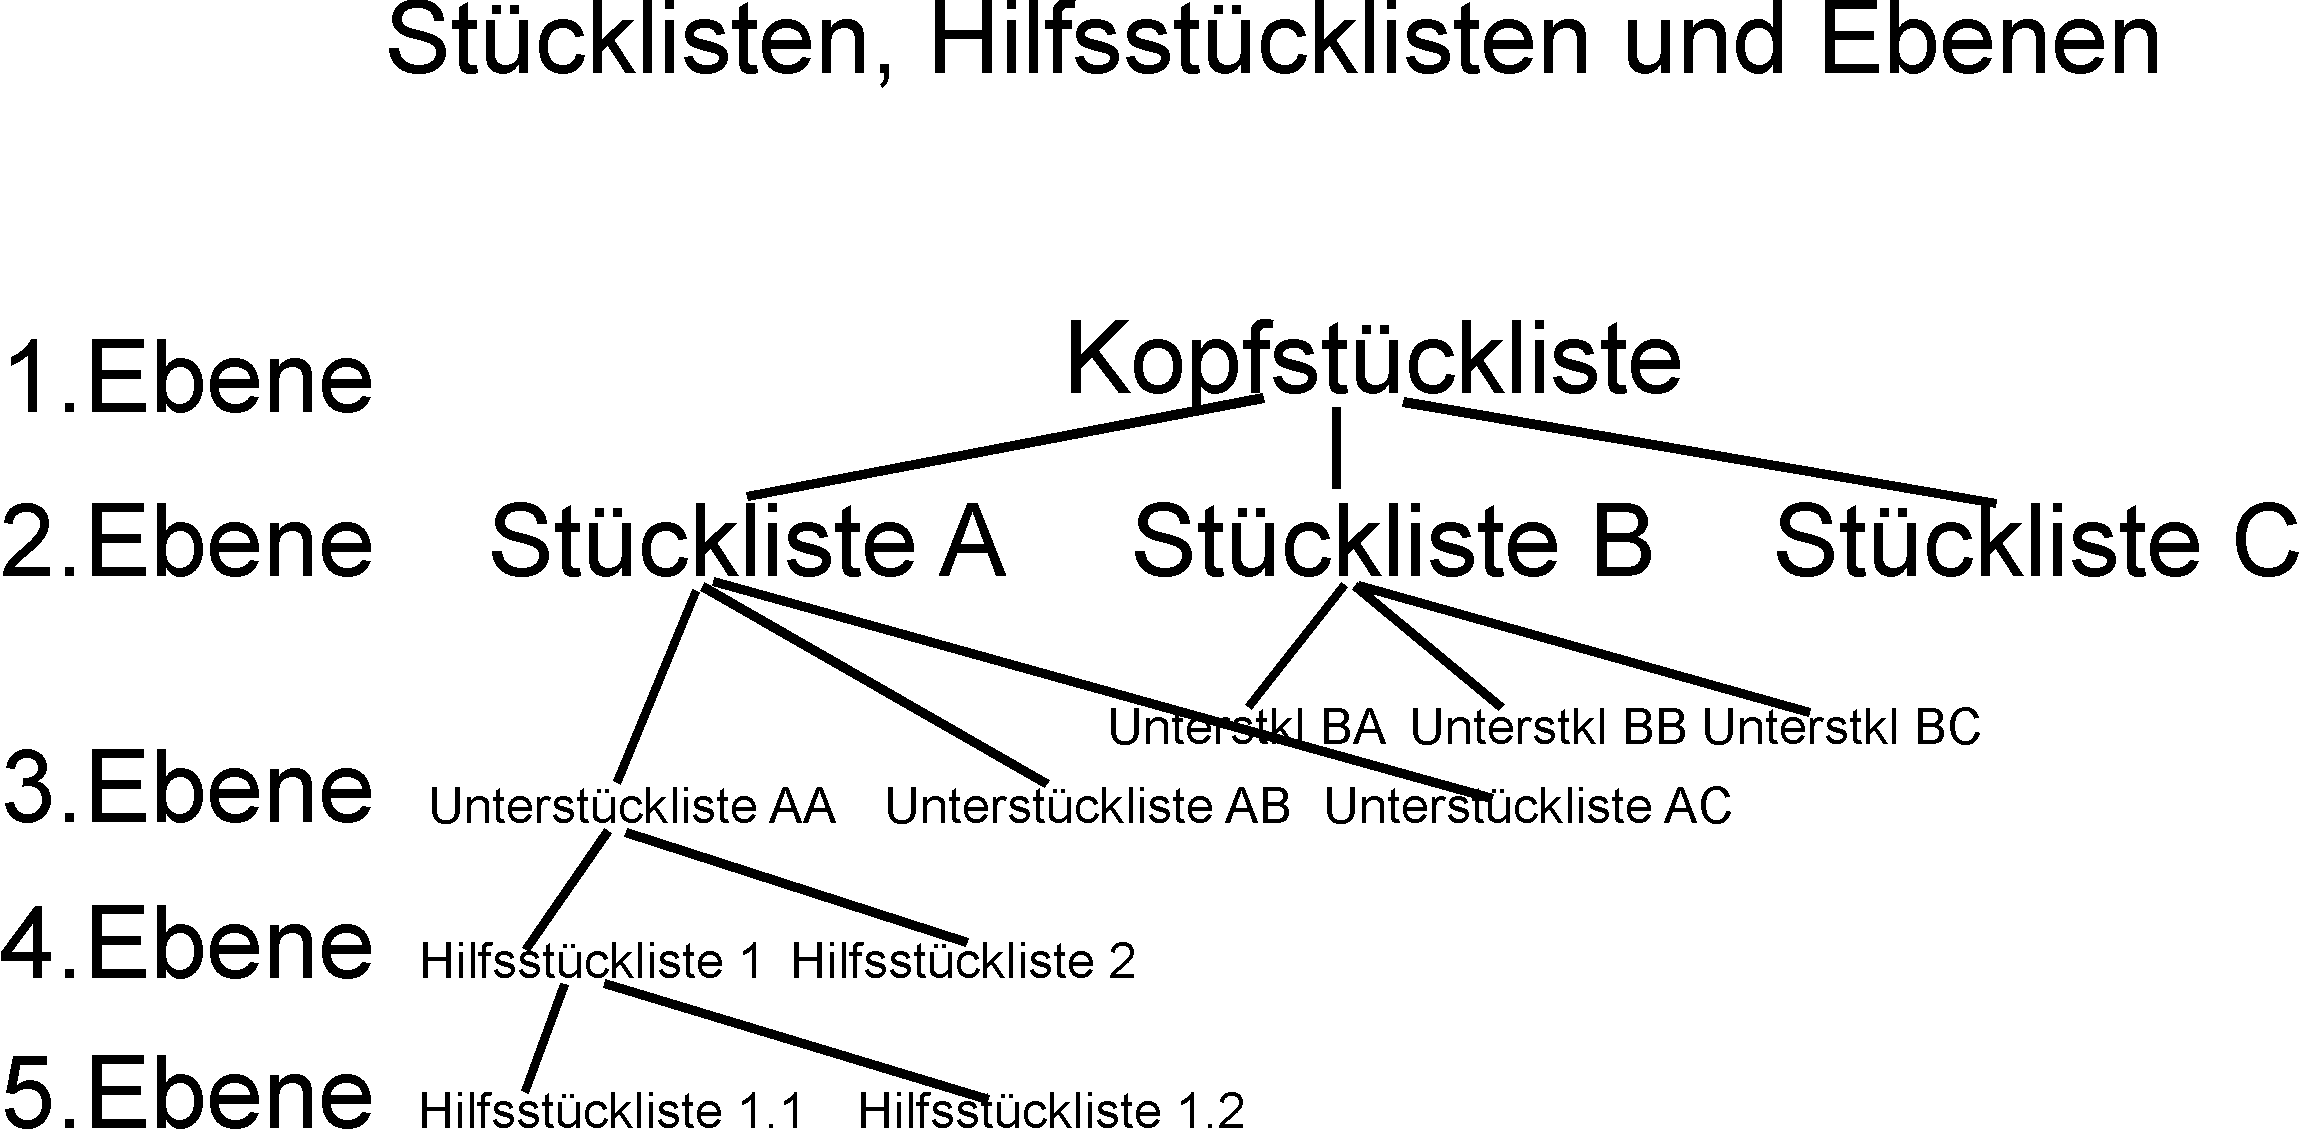 Stücklisten, Hilfsstücklisten und Ebenen
1.Ebene Kopfstückliste
2.Ebene Stückliste A Stückliste B Stückliste C
Unterstkl BA Unterstkl BB Unterstkl BC
3.Ebene Unterstückliste AA Unterstückliste AB Unterstückliste AC
4.Ebene Hilfsstückliste 1 Hilfsstückliste 2
5.Ebene Hilfsstückliste 1.1 Hilfsstückliste 1.2